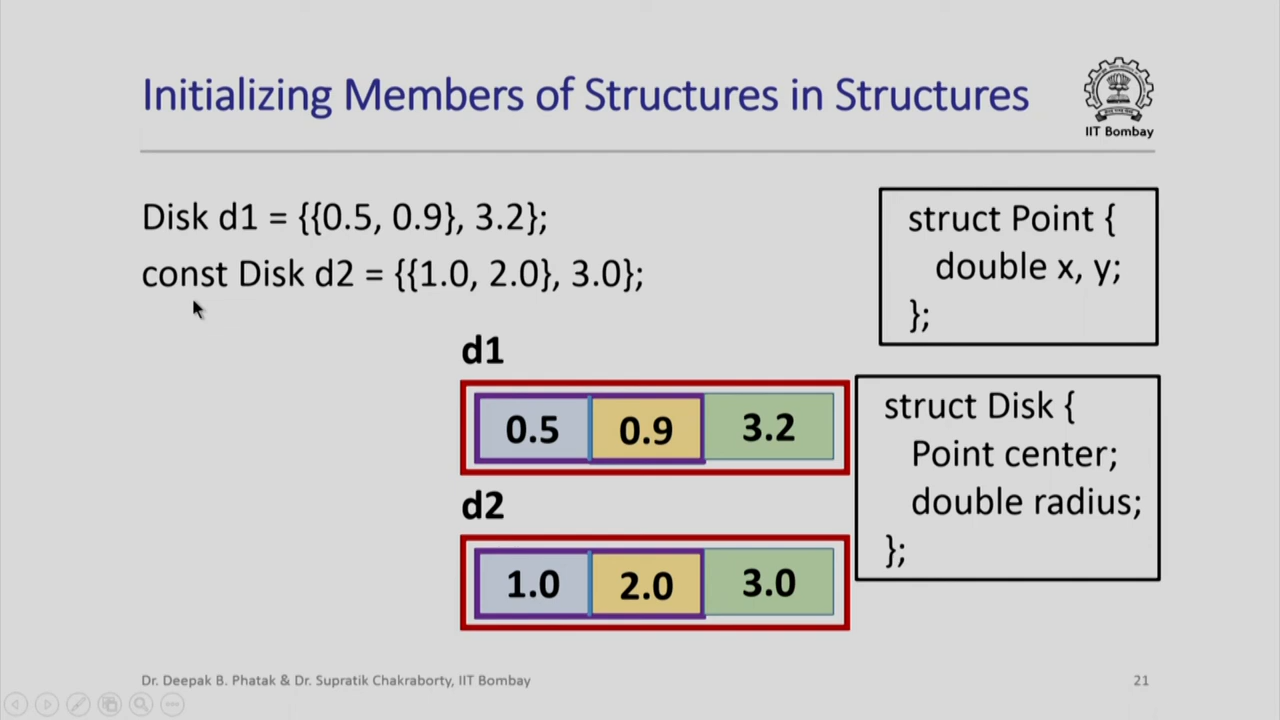 Initializing Members of Structures in Structures
IIT Bombay
Disk d1 = {{0.5, 0.9}, 3.2};
const Disk d2 = {{1.0, 2.0}, 3.0};
struct Point {
double x, y;
};
d1
0.5 0.9 3.2
struct Disk {
Point center;
double radius;
};
d2
1.0 2.0 3.0
Dr. Deepak B. Phatak & Dr. Supratik Chakraborty, IIT Bombay
21